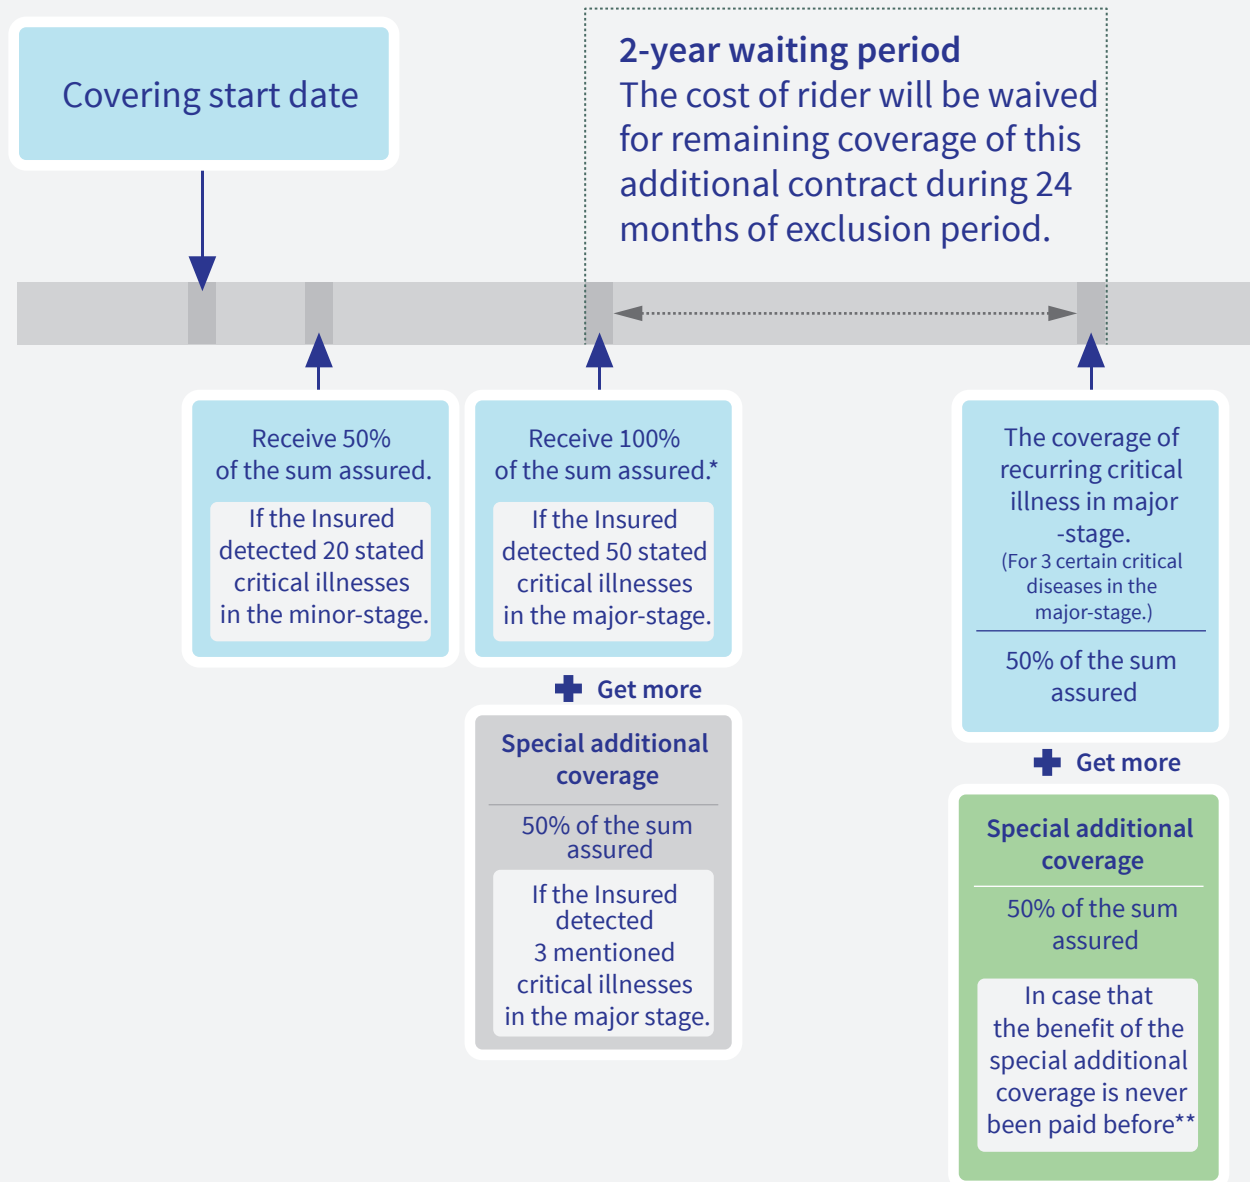 Covering start date
2-year waiting period
The cost of rider will be waived
for remaining coverage of this
additional contract during 24
months of exclusion period.
Receive 50%
of the sum assured.
If the Insured
detected 20 stated
critical illnesses
in the minor-stage.
Receive 100%
of the sum assured.*
If the Insured
detected 50 stated
critical illnesses
in the major-stage.
Get more
Special additional
coverage
50% of the sum
assured
If the Insured
detected
3 mentioned
critical illnesses
in the major stage.
The coverage of
recurring critical
illness in major
-stage.
(For 3 certain critical
diseases in the
major-stage.)
50% of the sum
assured
Get more
Special additional
coverage
50% of the sum
assured
In case that
the benefit of the
special additional
coverage is never
been paid before**